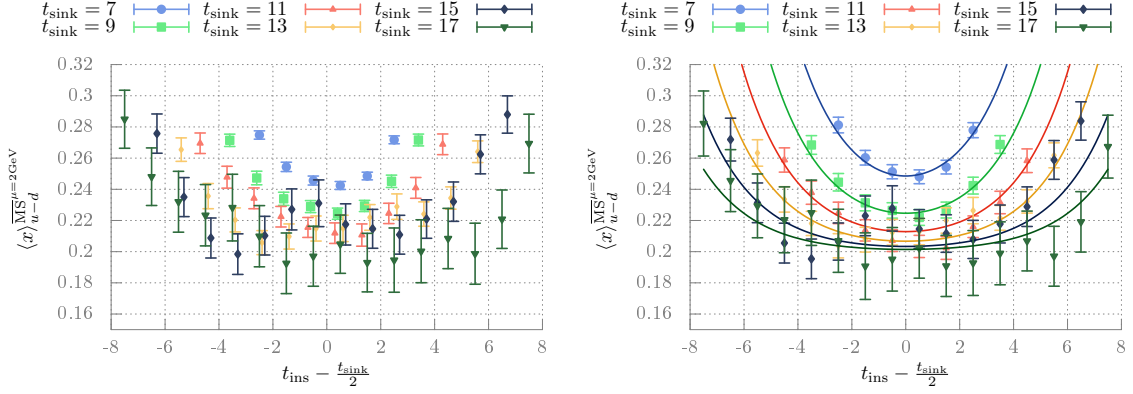 t_sink = 7 t_sink = 11 t_sink = 15
t_sink = 9 t_sink = 13 t_sink = 17
0.32
0.3
0.28
0.26
0.24
0.22
0.2
0.18
0.16
⟨x⟩^{\overline{MS} μ=2GeV}_{u−d}
-8 -6 -4 -2 0 2 4 6 8
t_ins − t_sink/2
t_sink = 7 t_sink = 11 t_sink = 15
t_sink = 9 t_sink = 13 t_sink = 17
0.32
0.3
0.28
0.26
0.24
0.22
0.2
0.18
0.16
⟨x⟩^{\overline{MS} μ=2GeV}_{u−d}
-8 -6 -4 -2 0 2 4 6 8
t_ins − t_sink/2